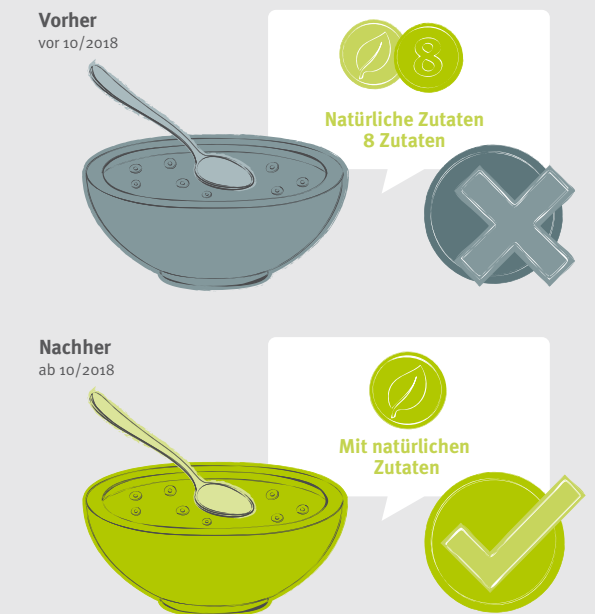 Vorher
vor 10/2018
8
Natürliche Zutaten
8 Zutaten
Nachher
ab 10/2018
Mit natürlichen
Zutaten